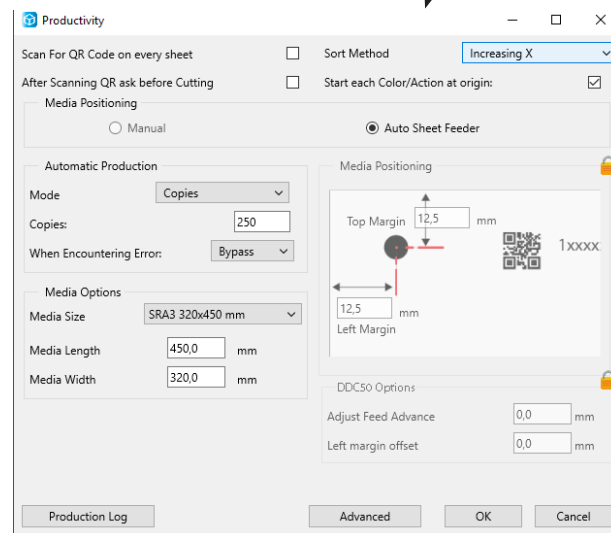 Productivity
Scan For QR Code on every sheet
Sort Method
Increasing X
After Scanning QR ask before Cutting
Start each Color/Action at origin:
Media Positioning
Manual
Auto Sheet Feeder
Automatic Production
Mode
Copies
Copies:
250
When Encountering Error:
Bypass
Media Options
Media Size
SRA3 320x450 mm
Media Length
450,0
mm
Media Width
320,0
mm
Media Positioning
Top Margin
12,5
mm
1xxxx
12,5
mm
Left Margin
DDC50 Options
Adjust Feed Advance
0,0
mm
Left margin offset
0,0
mm
Production Log
Advanced
OK
Cancel